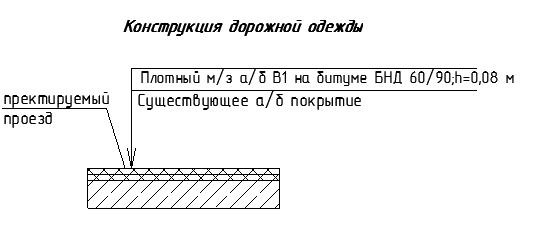 Конструкция дорожной одежды
Плотный м/з а/б В1 на битуме БНД 60/90;h=0,08 м
Существующее а/б покрытие
пректируемый
проезд